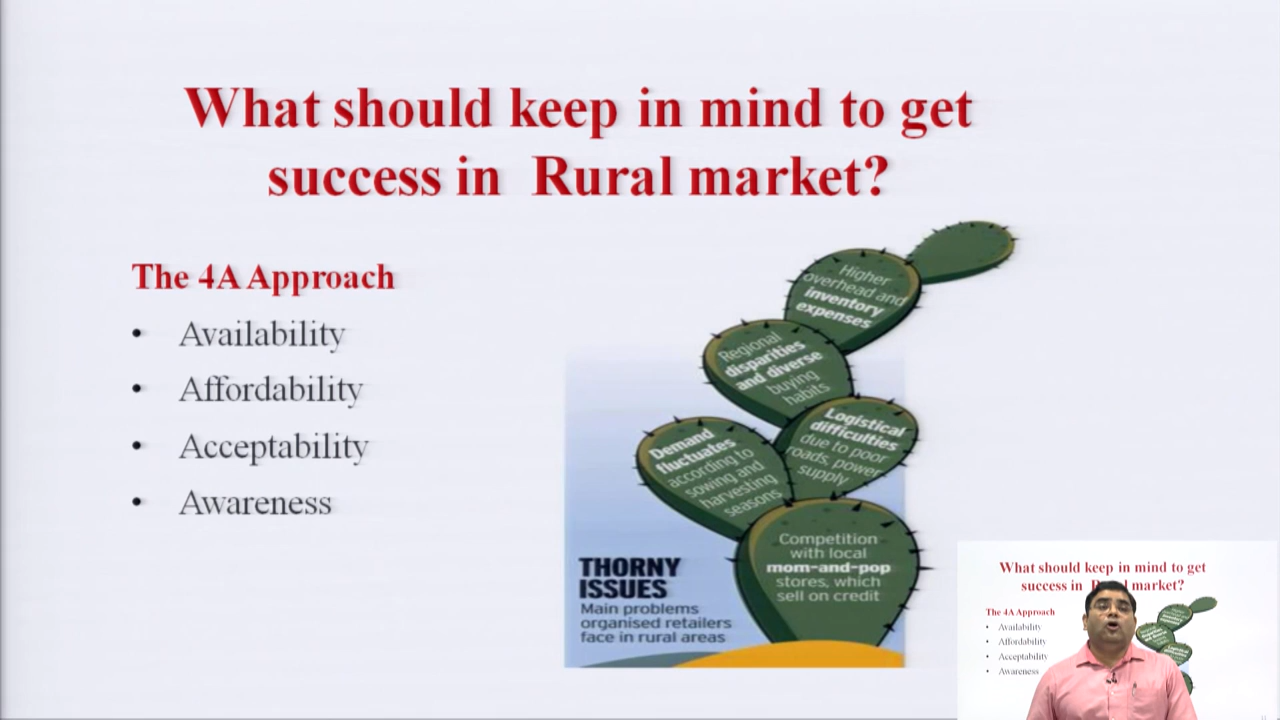 What should keep in mind to get
success in Rural market?
The 4A Approach
• Availability
• Affordability
• Acceptability
• Awareness
Higher
overhead and
inventory
expenses
Regional
disparities
and diverse
buying
habits
Logistical
difficulties
due to poor
roads, power
supply
Demand
fluctuates
according to
sowing and
harvesting
seasons
Competition
with local
mom-and-pop
stores, which
sell on credit
THORNY
ISSUES
Main problems
organised retailers
face in rural areas
What should keep in mind to get
success in market?
The 4A Approach
• Availability
• Affordability
• Acceptability
• Awareness